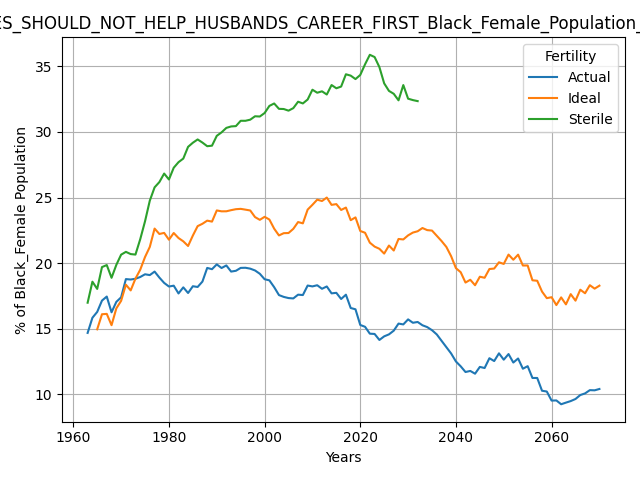 ES_SHOULD_NOT_HELP_HUSBANDS_CAREER_FIRST_Black_Female_Population_
Fertility
Actual
Ideal
Sterile
% of Black_Female Population
35
30
25
20
15
10
1960
1980
2000
2020
2040
2060
Years